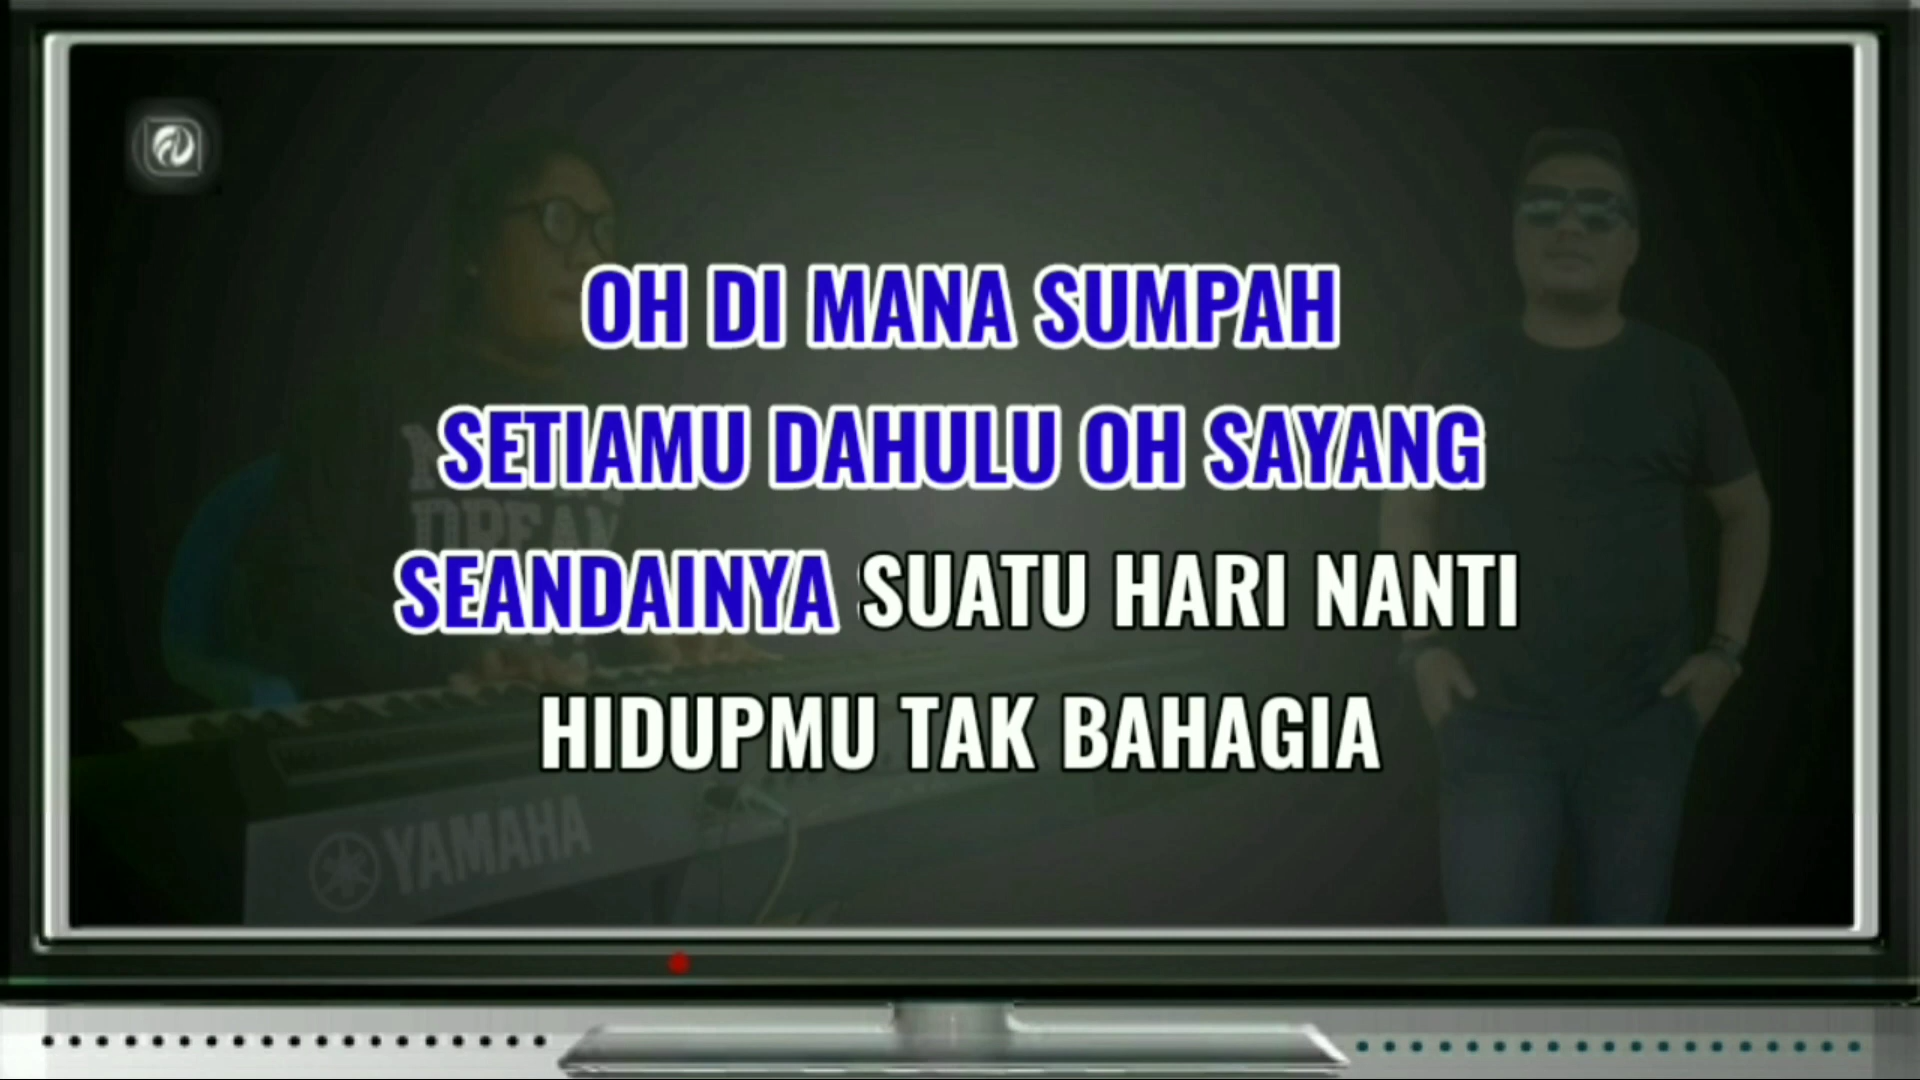 OH DI MANA SUMPAH
SETIAMU DAHULU OH SAYANG
SEANDAINYA SUATU HARI NANTI
HIDUPMU TAK BAHAGIA
YAMAHA